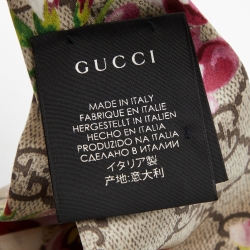 GUCCI
MADE IN ITALY
FABRIQUE EN ITALIE
HERGESTELLT IN ITALIEN
HECHO EN ITALIA
PRODUZIDO NA ITALIA
СДЕЛАНО В ИТАЛИИ
イタリア製
产地:意大利